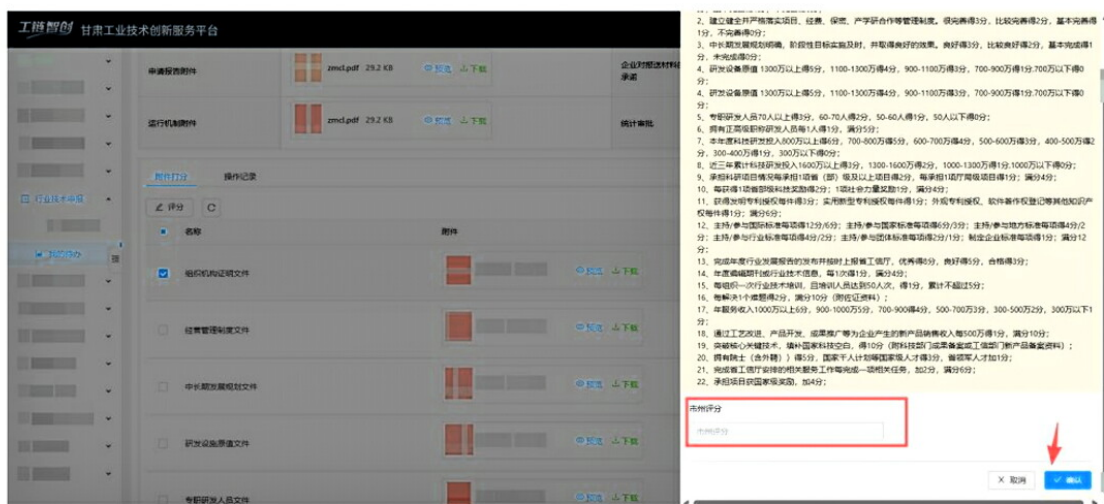 工链智创 甘肃工业技术创新服务平台
申请报告附件
zmcl.pdf 29.2 KB
预览 下载
企业对所送材料的
承诺
运行机制附件
zmcl.pdf 29.2 KB
预览 下载
统计审批
附件打分 操作记录
行业技术中心
评分
名称 附件
我的待办
组织机构证明文件
预览 下载
经费管理制度文件
预览 下载
中长期发展规划文件
预览 下载
研发设施原值文件
预览 下载
专职研发人员文件
预览 下载
2、建立健全并严格落实项目、经费、保密、产学研合作等管理制度。很完善得3分，比较完善得2分，基本完善得
1分，不完善得0分；
3、中长期发展规划明确，阶段性目标实施及时，并取得良好的效果。良好得3分，比较良好得2分，基本完成得1
分，未完成得0分；
4、研发设备原值 1300万以上得5分，1100-1300万得4分，900-1100万得3分，700-900万得1分;700万以下得0
分；
4、研发设备原值 1300万以上得5分，1100-1300万得4分，900-1100万得3分，700-900万得1分;700万以下得0
分；
5、专职研发人员70人以上得3分，60-70人得2分，50-60人得1分，50人以下得0分；
6、拥有正高级职称研发人员每1人得1分，满分5分；
7、本年度科技研发投入800万以上得6分，700-800万得5分，600-700万得4分，500-600万得3分，400-500万得2
分，300-400万得1分，300万以下得0分；
8、近三年累计科技研发投入1600万以上得3分，1300-1600万得2分，1000-1300万得1分;1000万以下得0分；
9、承担科研项目情况每承担1项省（部）级及以上项目得2分，每承担1项厅局级项目得1分；满分4分；
10、每获得1项省部级科技奖励得2分；1项社会力量奖励1分，满分4分；
11、获得发明专利授权每件得3分；实用新型专利授权每件得1分；外观专利授权、软件著作权登记等其他知识产
权每件得1分；满分6分；
12、主持/参与国际标准每项得12分/6分；主持/参与国家标准每项得6分/3分；主持/参与地方标准每项得4分/2
分；主持/参与行业标准每项得4分/2分；主持/参与团体标准每项得2分/1分；制定企业标准每项得1分；满分12
分；
13、完成年度行业发展报告的发布并按时上报省工信厅，优秀得8分，良好得5分，合格得3分；
14、年度编辑期刊或行业技术信息，每1次得1分，满分4分；
15、每组织一次行业技术培训，且培训人员达到50人次，得1分，累计不超过5分；
16、每解决1个难题得2分，满分10分（附佐证资料）；
17、年服务收入1000万以上6分，900-1000万5分，700-900得4分，500-700万3分，300-500万2分，300万以下1
分；
18、通过工艺改进、产品开发、成果推广等为企业产生的新产品销售收入每500万得1分，满分10分；
19、突破核心关键技术，填补国家科技空白，得10分（附科技部门成果备案或工信部门新产品备案资料）；
20、拥有院士（含外聘））得5分，国家千人计划等国家级人才得3分，省领军人才加1分；
21、完成省工信厅安排的相关服务工作每完成一项相关任务，加2分，满分6分；
22、承担项目获国家级奖励，加4分；
市州评分
市州评分
取消 确认